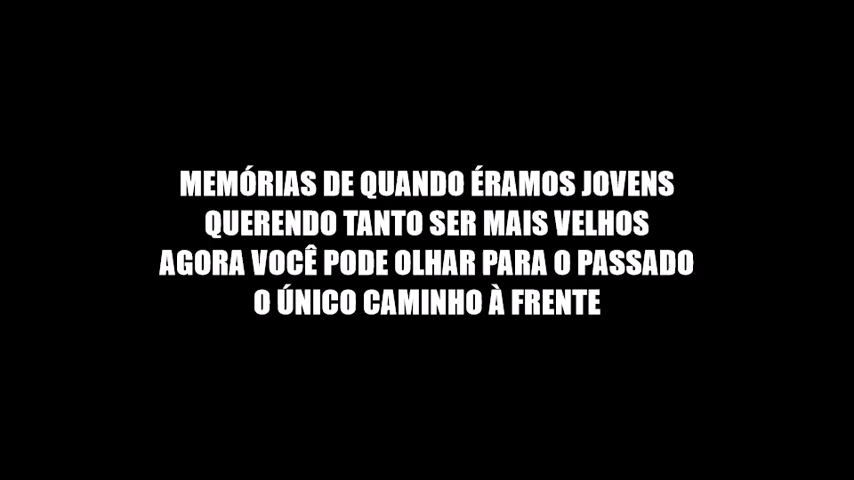 MEMÓRIAS DE QUANDO ÉRAMOS JOVENS
QUERENDO TANTO SER MAIS VELHOS
AGORA VOCÊ PODE OLHAR PARA O PASSADO
O ÚNICO CAMINHO À FRENTE